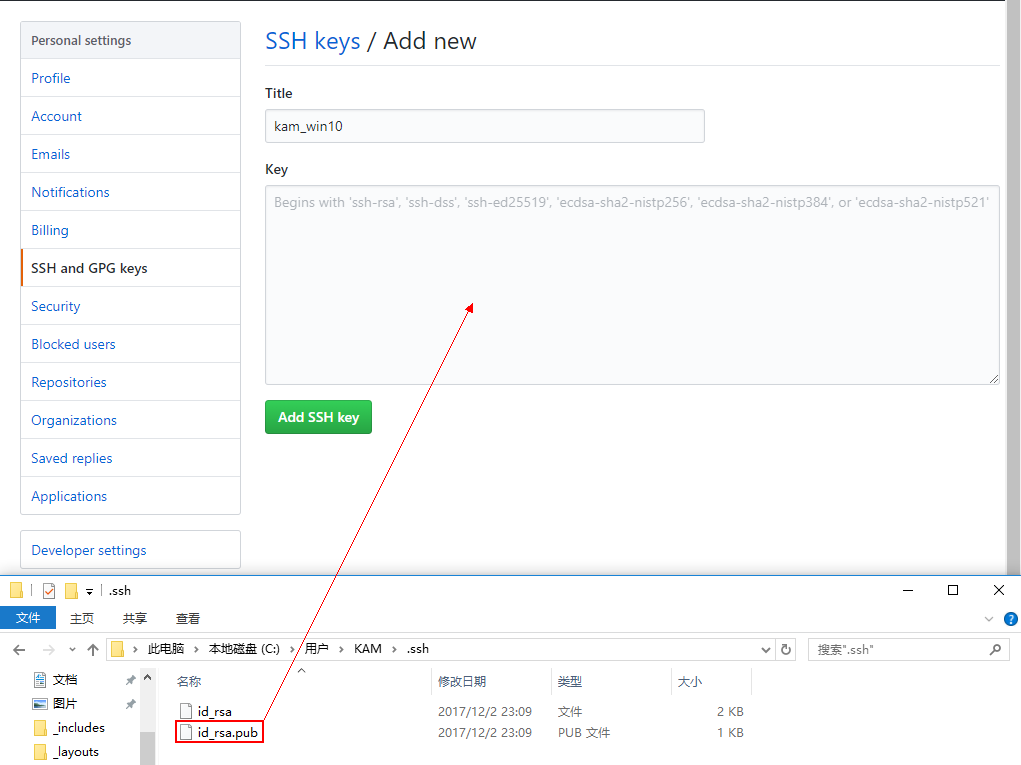 Personal settings
Profile
Account
Emails
Notifications
Billing
SSH and GPG keys
Security
Blocked users
Repositories
Organizations
Saved replies
Applications
Developer settings
SSH keys / Add new
Title
kam_win10
Key
Begins with 'ssh-rsa', 'ssh-dss', 'ssh-ed25519', 'ecdsa-sha2-nistp256', 'ecdsa-sha2-nistp384', or 'ecdsa-sha2-nistp521'
Add SSH key
.ssh
文件 主页 共享 查看
此电脑 › 本地磁盘 (C:) › 用户 › KAM › .ssh
搜索".ssh"
文档
图片
_includes
_layouts
名称 修改日期 类型 大小
id_rsa 2017/12/2 23:09 文件 2 KB
id_rsa.pub 2017/12/2 23:09 PUB 文件 1 KB